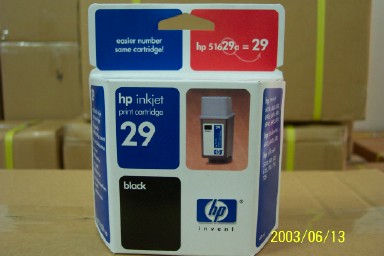 easier number
same cartridge!
hp 51629a = 29
hp inkjet
print cartridge
29
black
hp
invent
2003/06/13